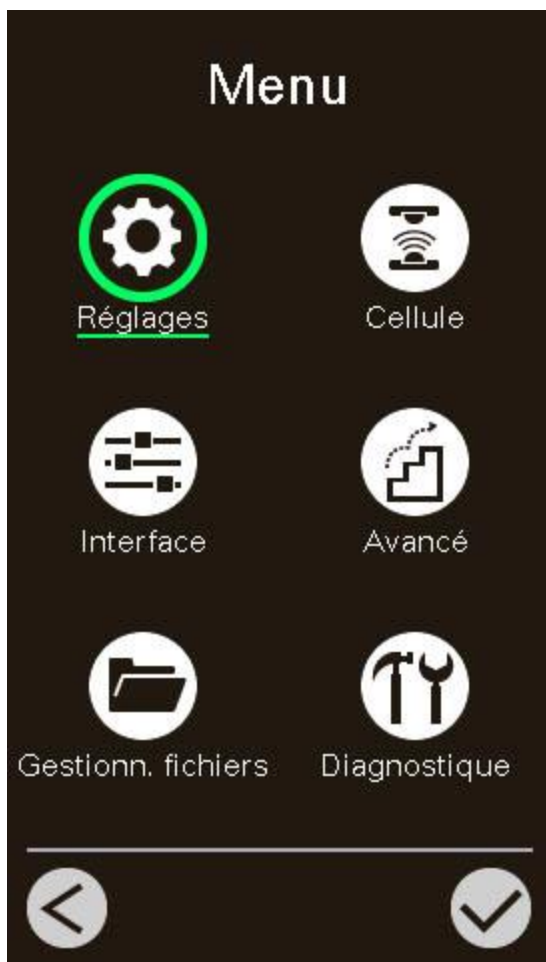 Menu
Réglages
Cellule
Interface
Avancé
Gestionn. fichiers
Diagnostique